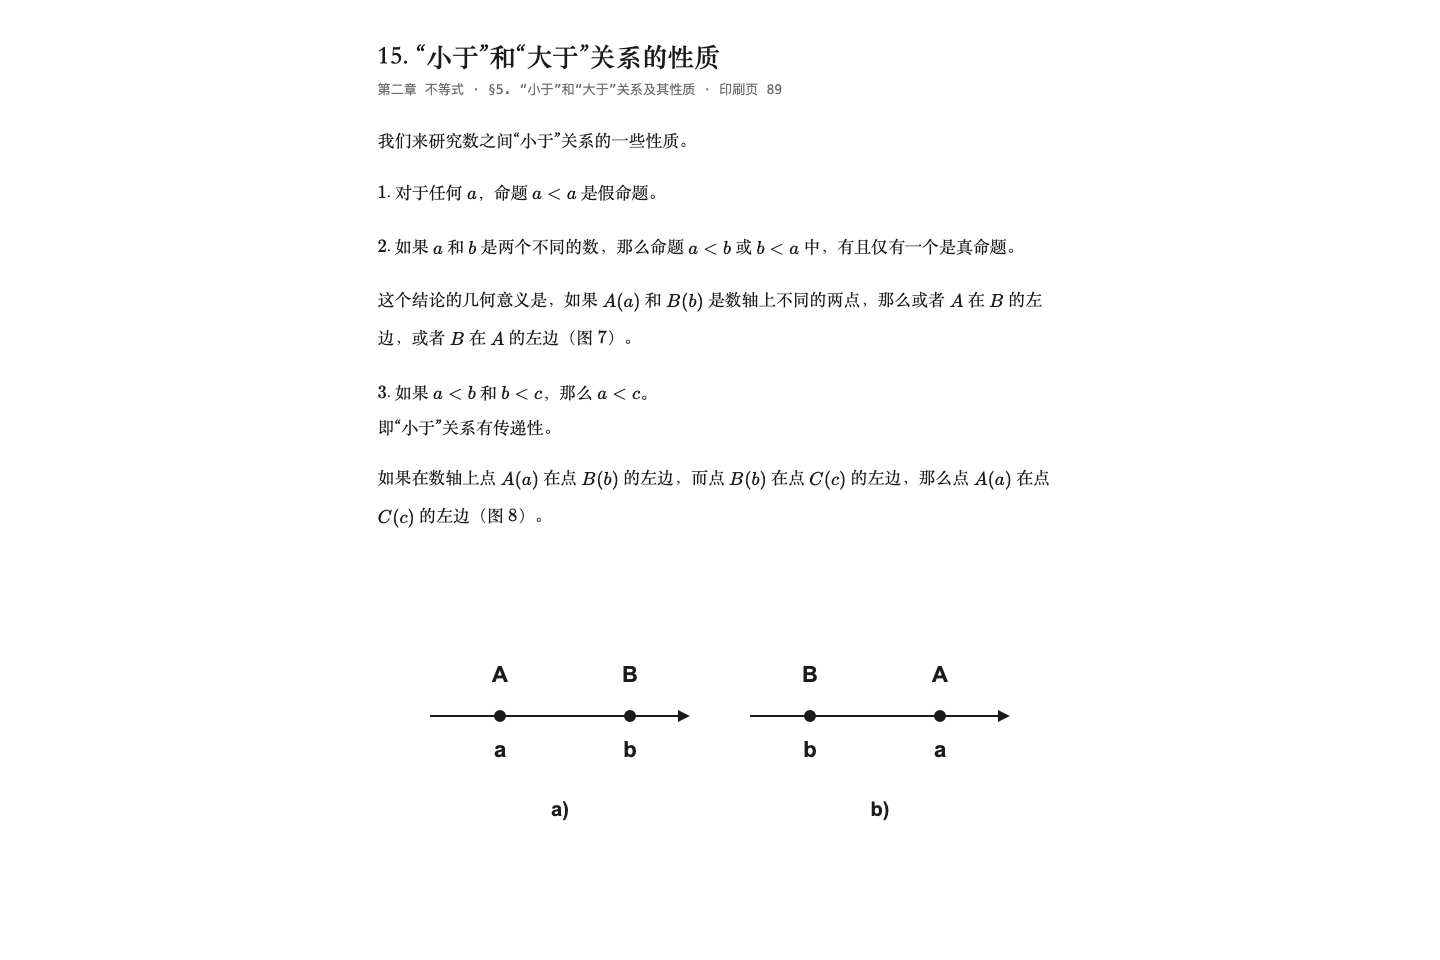 15. “小于”和“大于”关系的性质
第二章 不等式 · §5. “小于”和“大于”关系及其性质 · 印刷页 89
我们来研究数之间“小于”关系的一些性质。
1. 对于任何 a，命题 a < a 是假命题。
2. 如果 a 和 b 是两个不同的数，那么命题 a < b 或 b < a 中，有且仅有一个是真命题。
这个结论的几何意义是，如果 A(a) 和 B(b) 是数轴上不同的两点，那么或者 A 在 B 的左
边，或者 B 在 A 的左边（图 7）。
3. 如果 a < b 和 b < c，那么 a < c。
即“小于”关系有传递性。
如果在数轴上点 A(a) 在点 B(b) 的左边，而点 B(b) 在点 C(c) 的左边，那么点 A(a) 在点
C(c) 的左边（图 8）。
A B B A
a b b a
a) b)